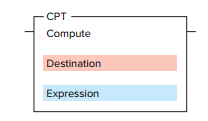 CPT
Compute
Destination
Expression